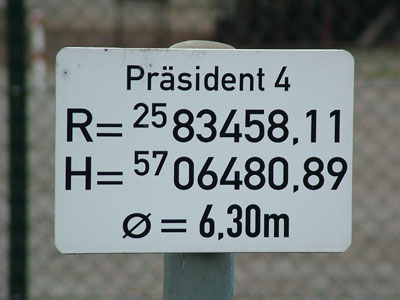 Präsident 4
R= ²⁵83458,11
H= ⁵⁷06480,89
ø = 6,30m